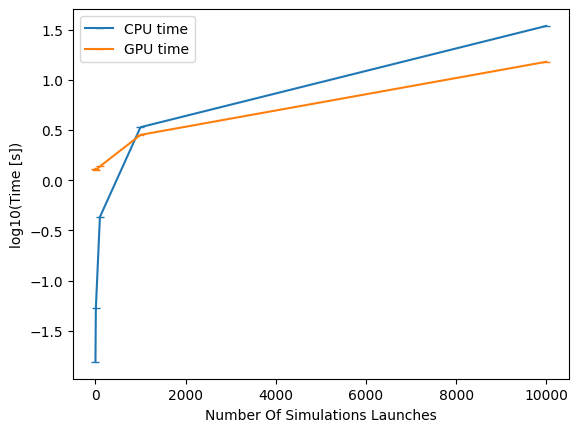 CPU time
GPU time
1.5
1.0
0.5
0.0
−0.5
−1.0
−1.5
log10(Time [s])
0 2000 4000 6000 8000 10000
Number Of Simulations Launches